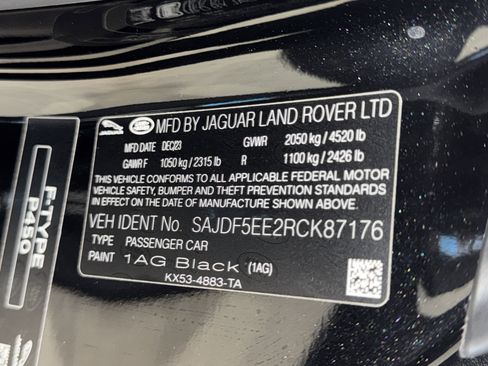 MFD BY JAGUAR LAND ROVER LTD
MFD DATE DEC/23 GVWR 2050 kg / 4520 lb
GAWR F 1050 kg / 2315 lb R 1100 kg / 2426 lb
THIS VEHICLE CONFORMS TO ALL APPLICABLE FEDERAL MOTOR
VEHICLE SAFETY, BUMPER AND THEFT PREVENTION STANDARDS
IN EFFECT ON THE DATE OF MANUFACTURE SHOWN ABOVE.
VEH IDENT No. SAJDF5EE2RCK87176
TYPE PASSENGER CAR
PAINT 1AG Black (1AG)
KX53-4883-TA
F-TYPE
P450